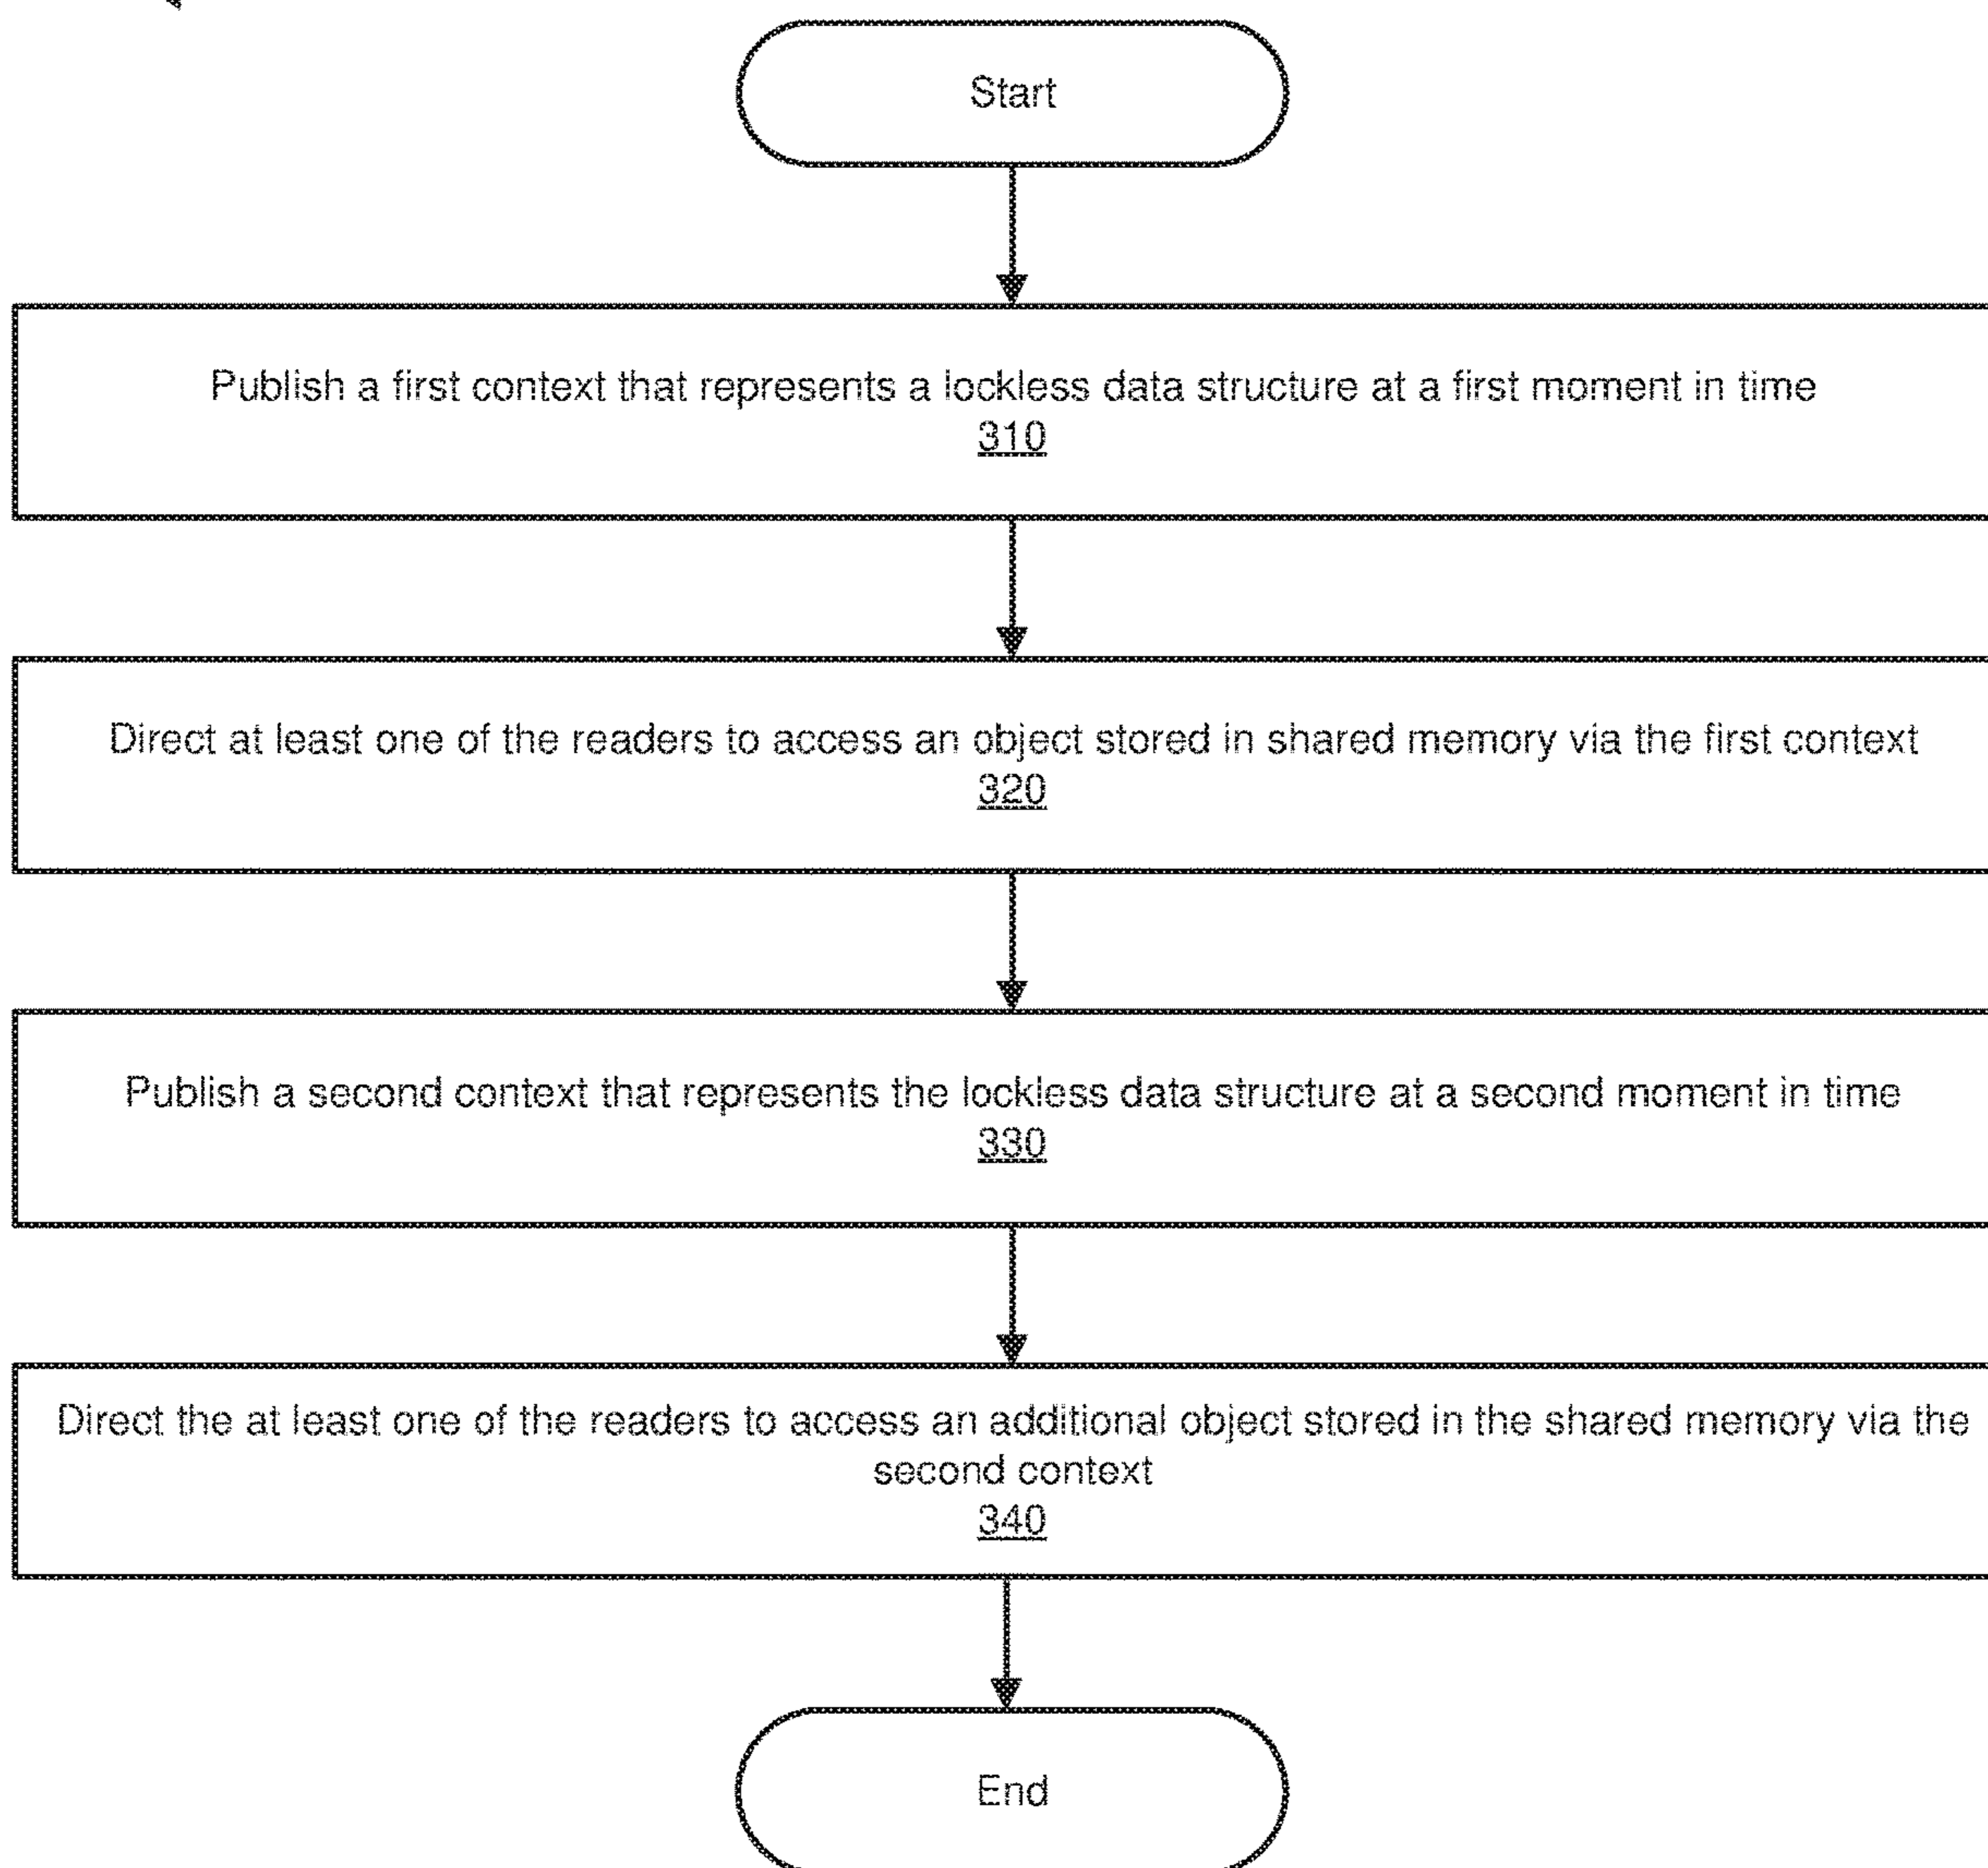 Start
Publish a first context that represents a lockless data structure at a first moment in time
310
Direct at least one of the readers to access an object stored in shared memory via the first context
320
Publish a second context that represents the lockless data structure at a second moment in time
330
Direct the at least one of the readers to access an additional object stored in the shared memory via the
second context
340
End